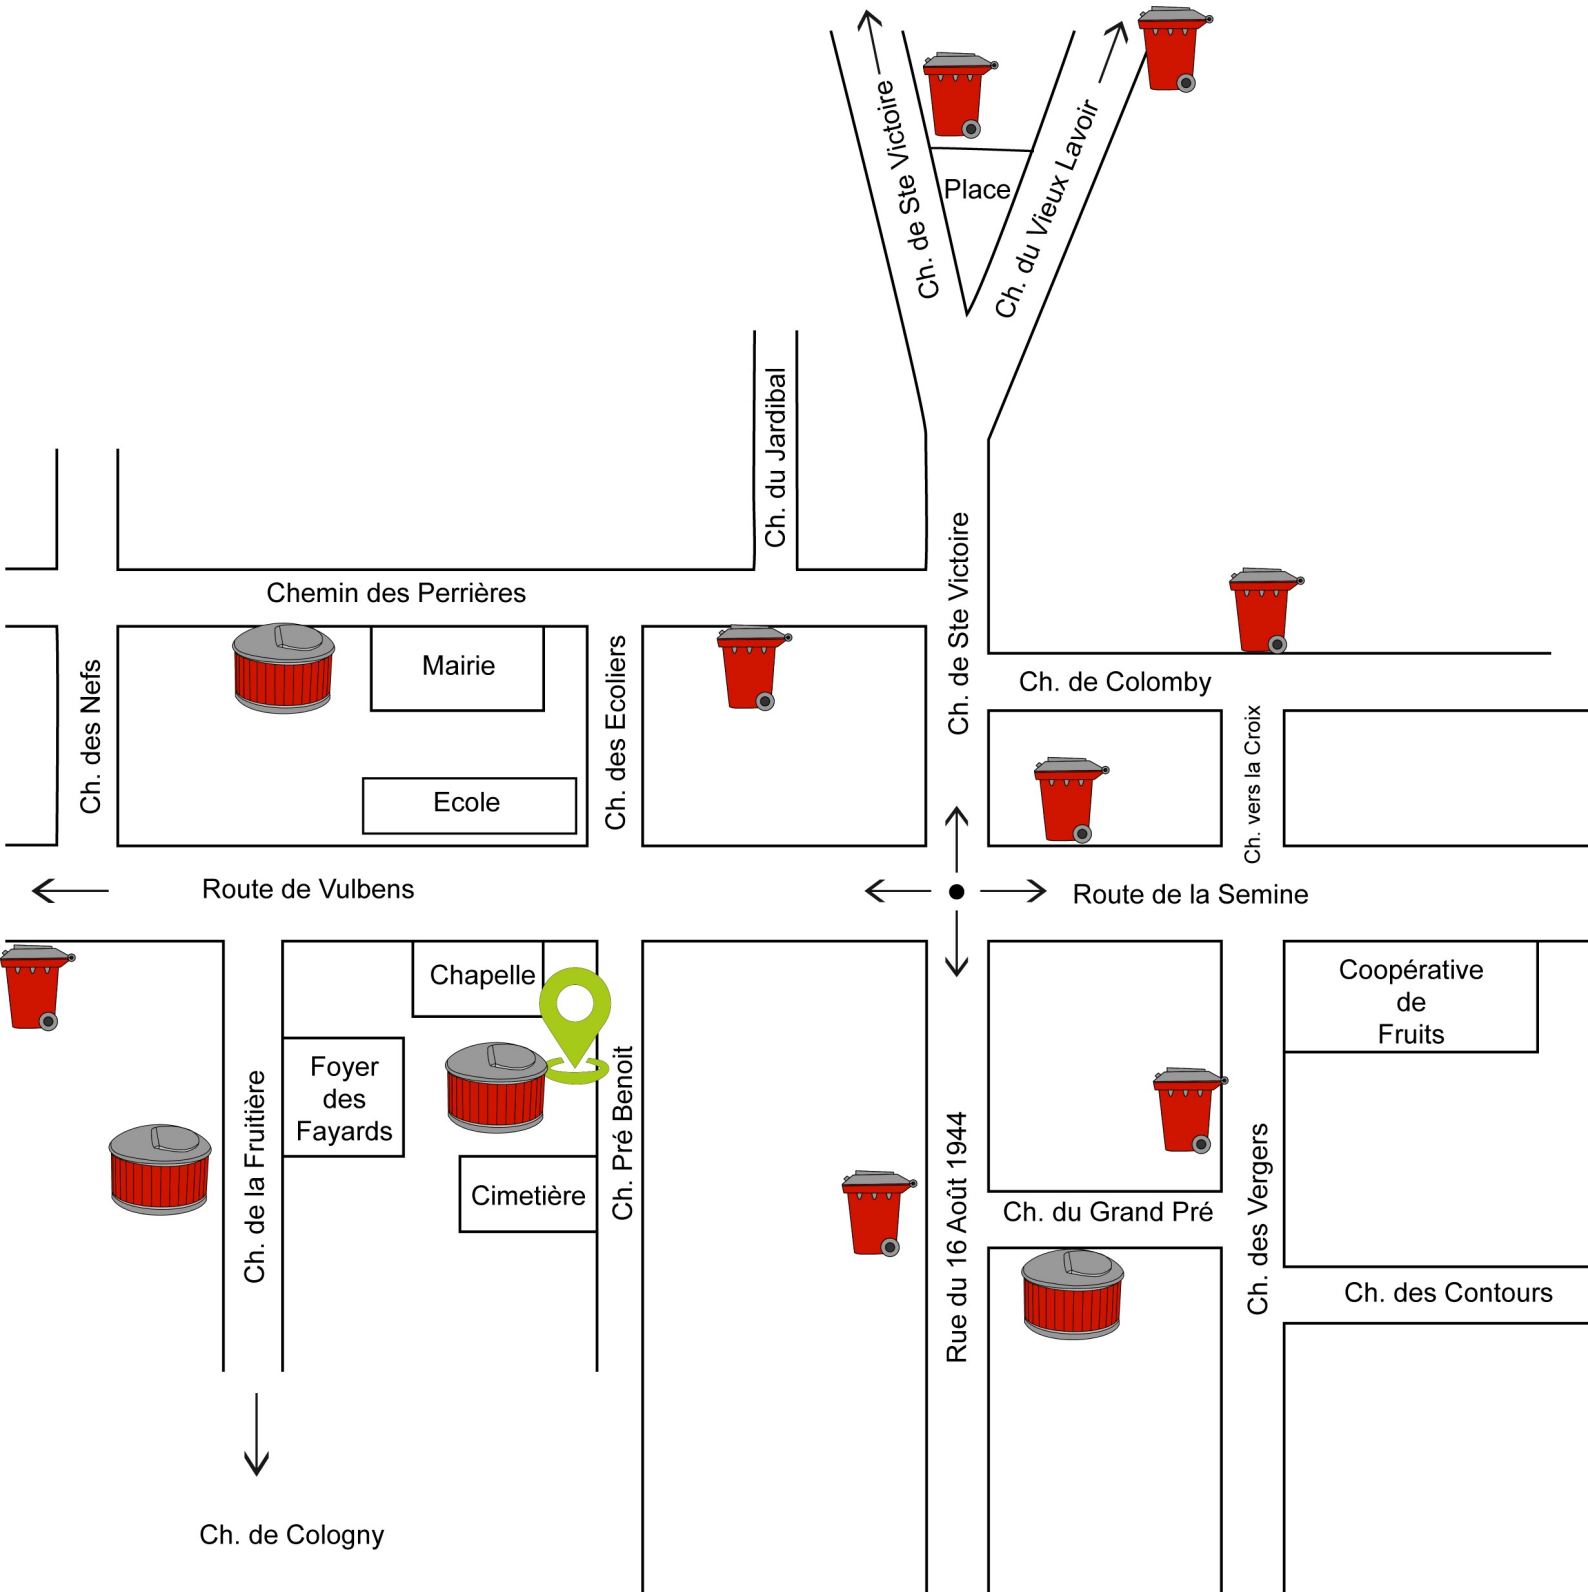 Ch. de Ste Victoire
Place
Ch. du Vieux Lavoir
Ch. du Jardibal
Chemin des Perrières
Ch. de Ste Victoire
Mairie
Ch. des Nefs
Ch. des Ecoliers
Ch. de Colomby
Ecole
Ch. vers la Croix
Route de Vulbens
Route de la Semine
Chapelle
Coopérative
de
Fruits
Foyer
des
Fayards
Ch. de la Fruitière
Ch. Pré Benoit
Cimetière
Rue du 16 Août 1944
Ch. du Grand Pré
Ch. des Vergers
Ch. des Contours
Ch. de Cologny